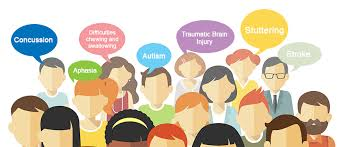 Concussion
Difficulties
chewing and
swallowing
Aphasia
Autism
Traumatic Brain
Injury
Stuttering
Stroke